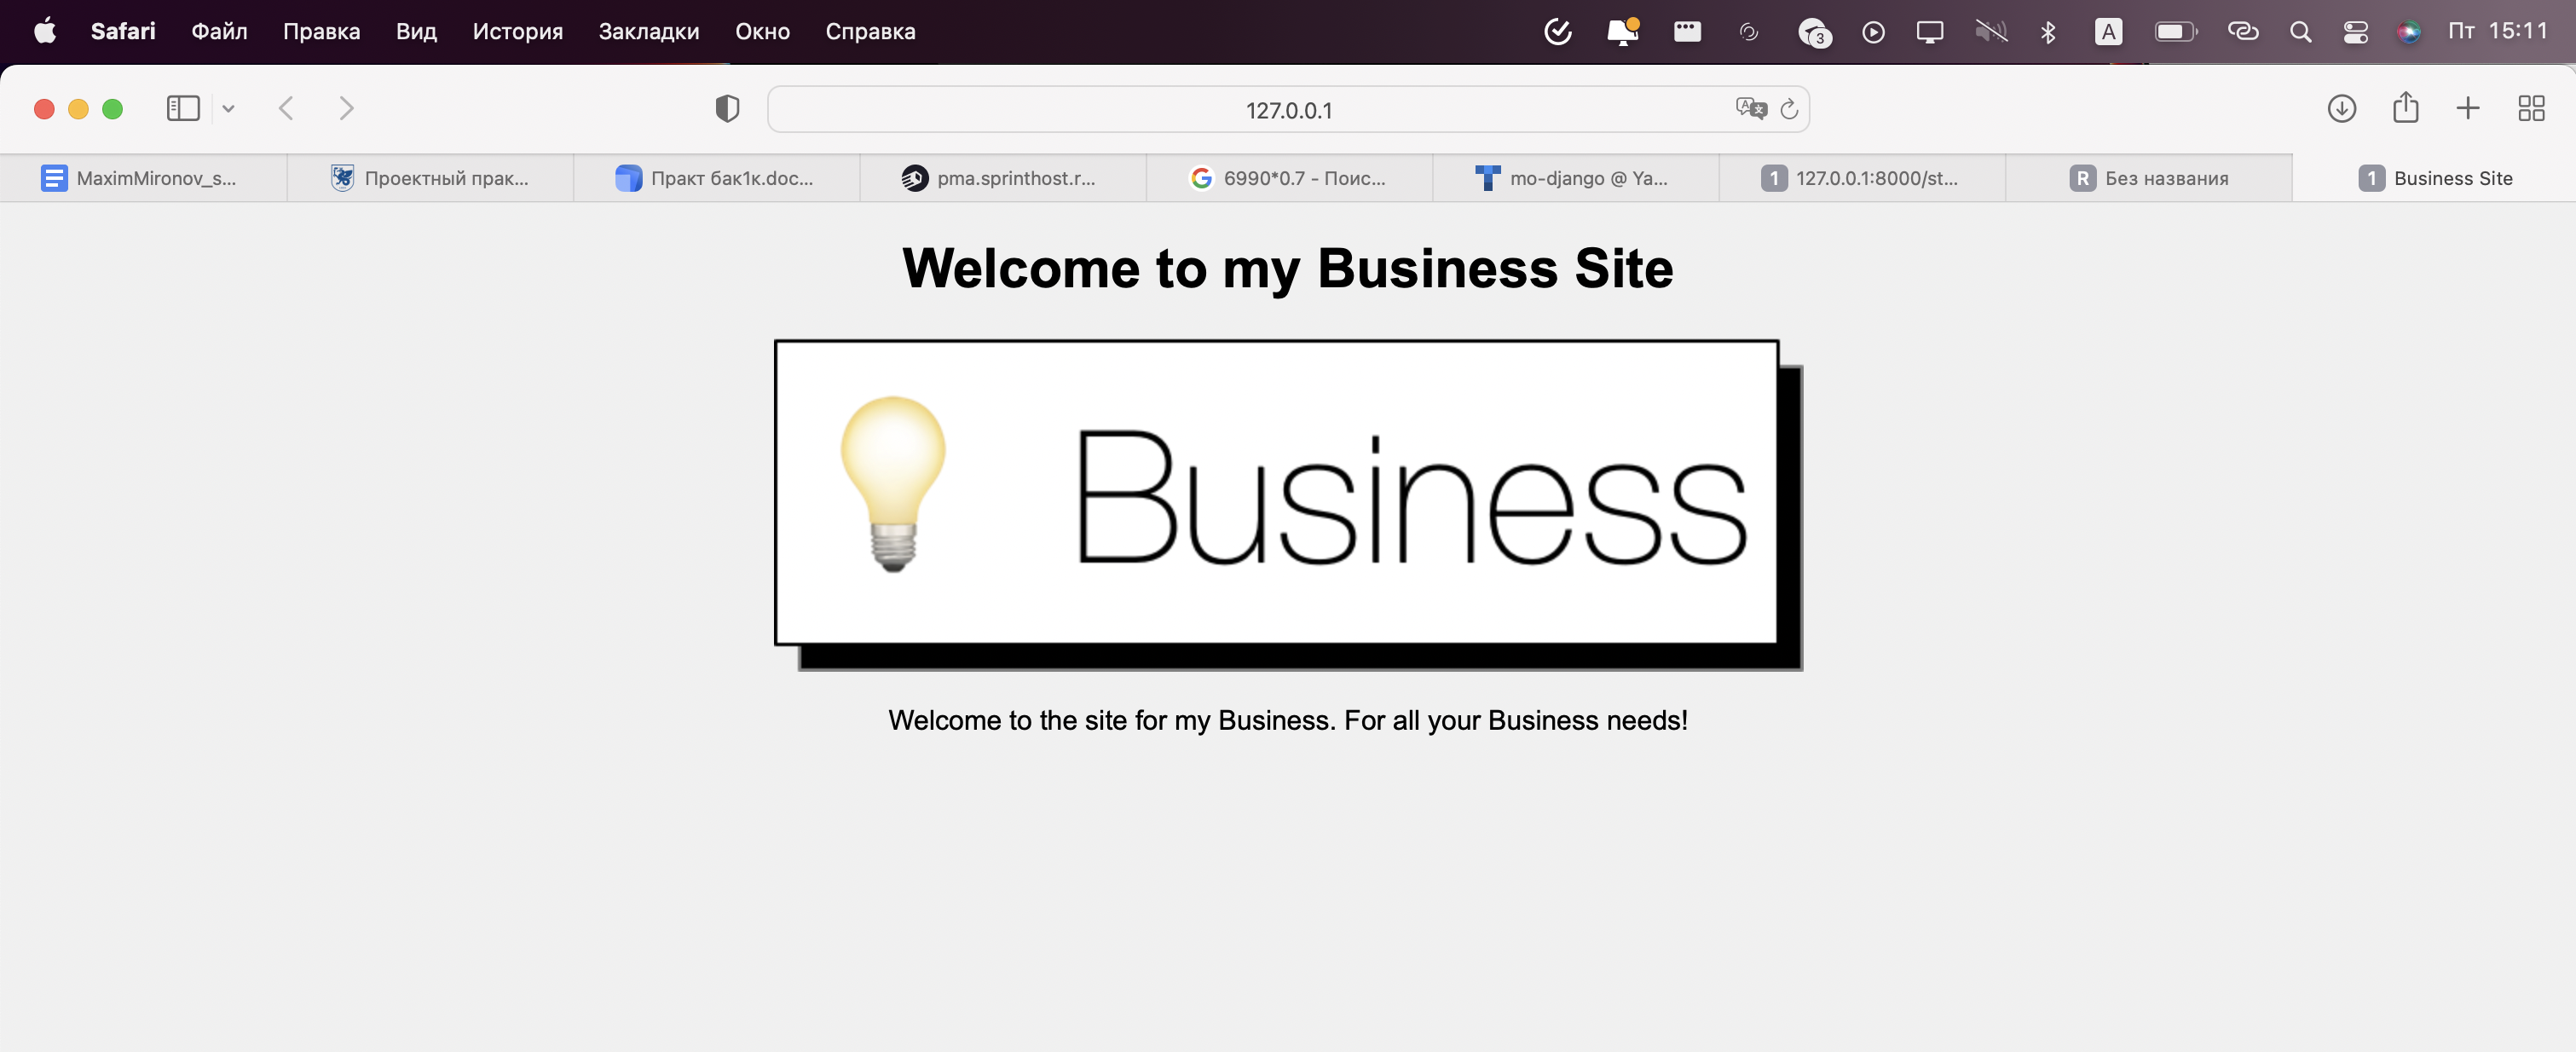 Safari Файл Правка Вид История Закладки Окно Справка 3 A Пт 15:11
127.0.0.1
MaximMironov_s... Проектный прак... Практ бак1к.doc... pma.sprinthost.r... 6990*0.7 - Поис... mo-django @ Ya... 1 127.0.0.1:8000/st... R Без названия 1 Business Site
Welcome to my Business Site
Business
Welcome to the site for my Business. For all your Business needs!